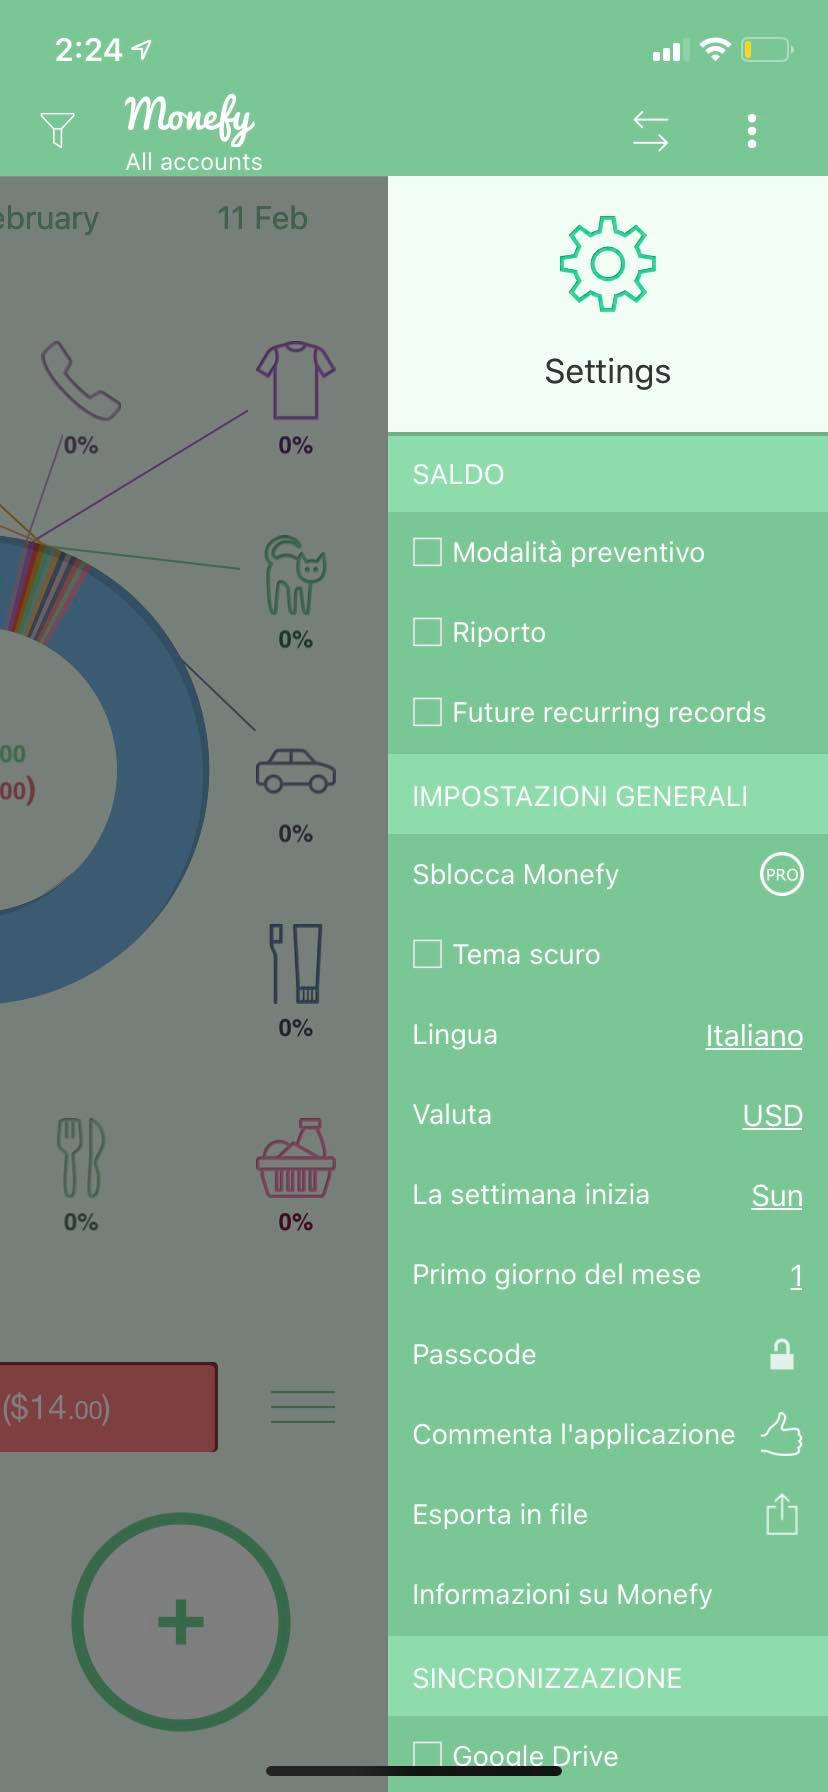 2:24
Monefy
All accounts
ebruary
11 Feb
Settings
0%
0%
SALDO
Modalità preventivo
0%
Riporto
Future recurring records
00
00)
IMPOSTAZIONI GENERALI
0%
Sblocca Monefy
PRO
Tema scuro
0%
Lingua
Italiano
Valuta
USD
La settimana inizia
Sun
0%
0%
Primo giorno del mese
1
Passcode
($14.00)
Commenta l'applicazione
Esporta in file
+
Informazioni su Monefy
SINCRONIZZAZIONE
Google Drive